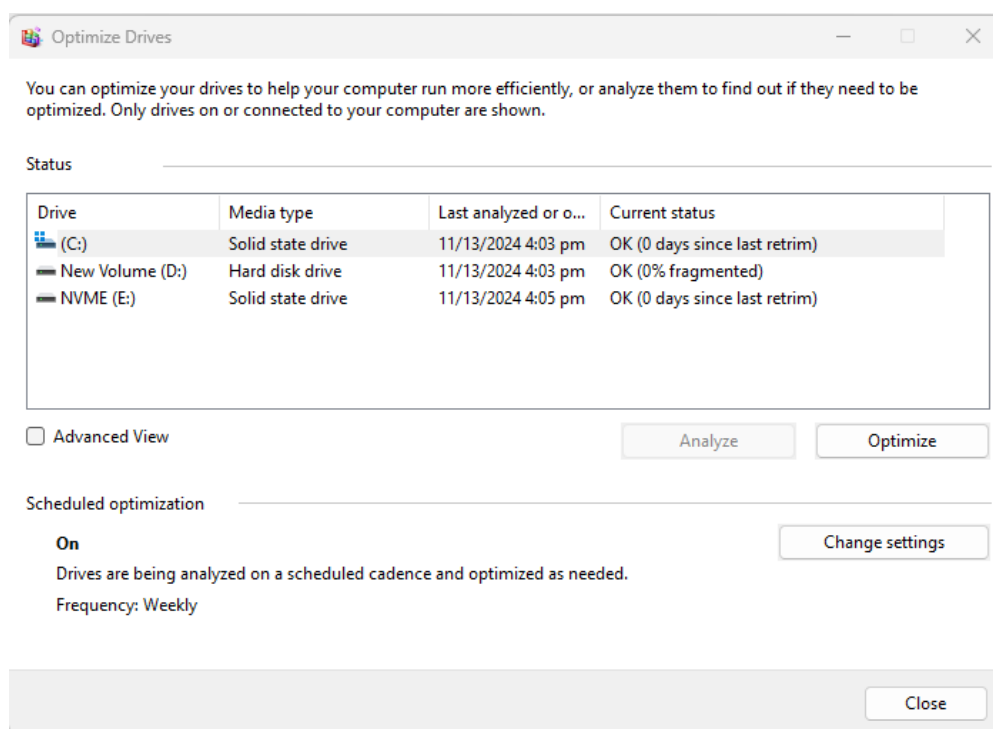 Optimize Drives
You can optimize your drives to help your computer run more efficiently, or analyze them to find out if they need to be
optimized. Only drives on or connected to your computer are shown.
Status
Drive Media type Last analyzed or o... Current status
(C:) Solid state drive 11/13/2024 4:03 pm OK (0 days since last retrim)
New Volume (D:) Hard disk drive 11/13/2024 4:03 pm OK (0% fragmented)
NVME (E:) Solid state drive 11/13/2024 4:05 pm OK (0 days since last retrim)
Advanced View Analyze Optimize
Scheduled optimization
On Change settings
Drives are being analyzed on a scheduled cadence and optimized as needed.
Frequency: Weekly
Close